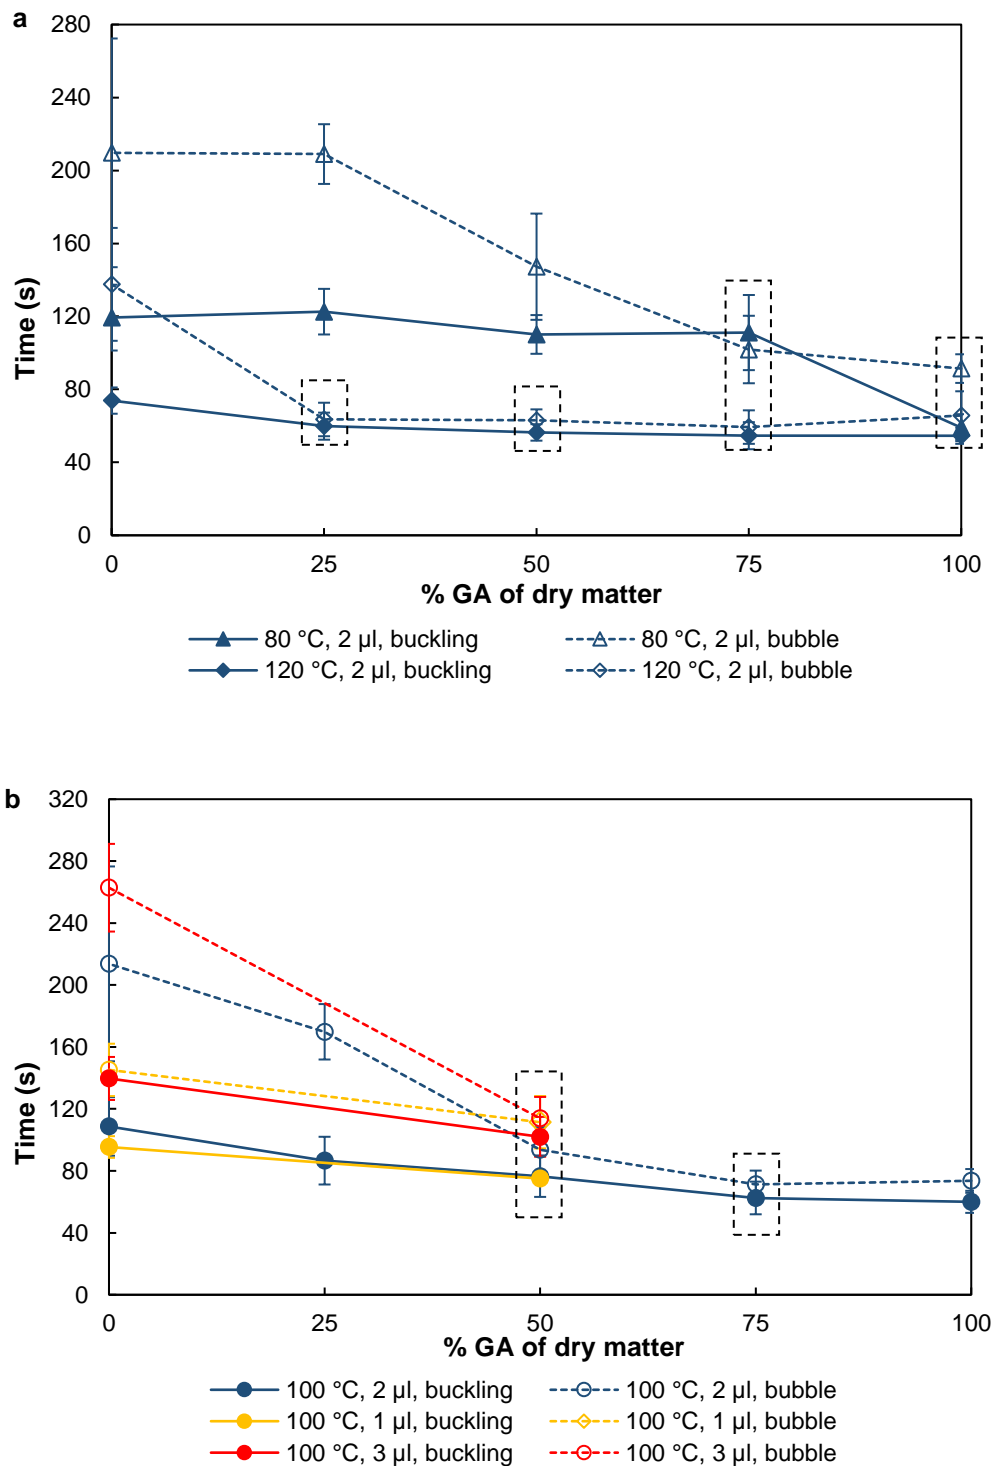 a
280
240
200
160
120
80
40
0
Time (s)
0 25 50 75 100
% GA of dry matter
80 °C, 2 µl, buckling 80 °C, 2 µl, bubble
120 °C, 2 µl, buckling 120 °C, 2 µl, bubble
b
320
280
240
200
160
120
80
40
0
Time (s)
0 25 50 75 100
% GA of dry matter
100 °C, 2 µl, buckling 100 °C, 2 µl, bubble
100 °C, 1 µl, buckling 100 °C, 1 µl, bubble
100 °C, 3 µl, buckling 100 °C, 3 µl, bubble